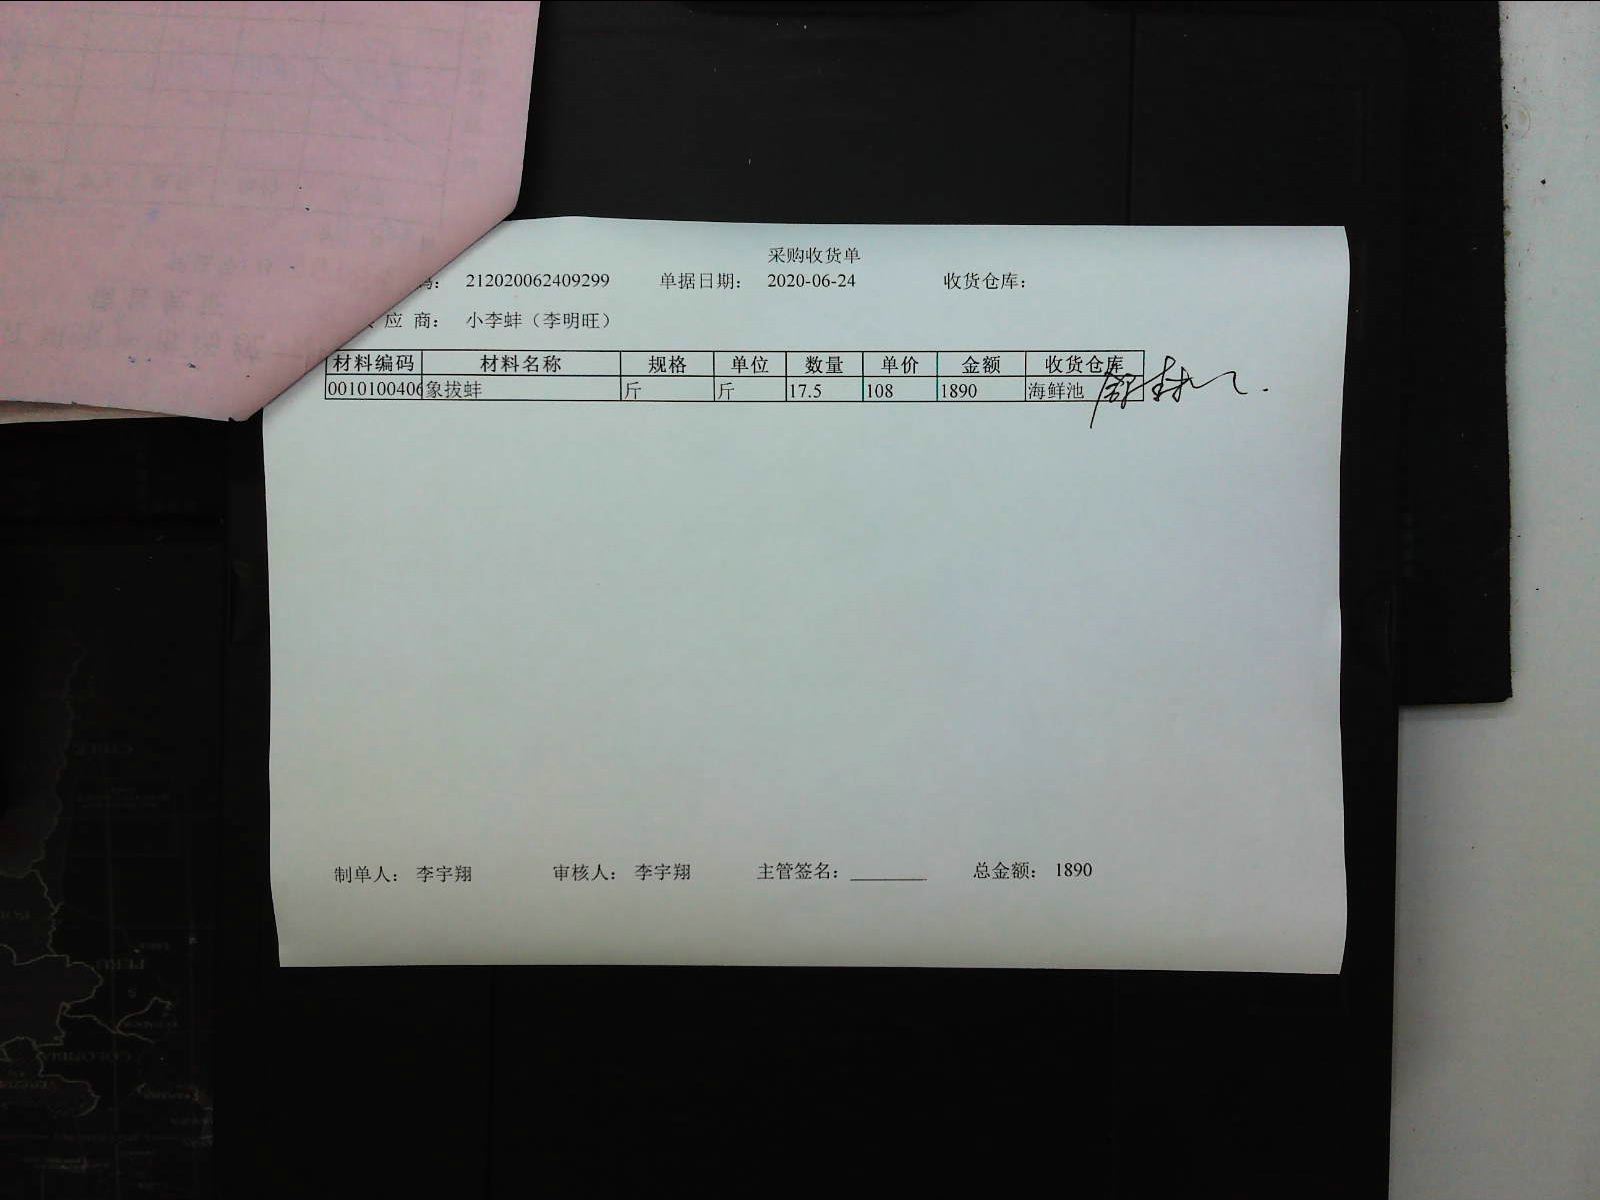 采购收货单
码： 212020062409299 单据日期： 2020-06-24 收货仓库：
应 商： 小李蚌（李明旺）
材料编码 材料名称 规格 单位 数量 单价 金额 收货仓库
0010100406 象拔蚌 斤 斤 17.5 108 1890 海鲜池
制单人： 李宇翔 审核人： 李宇翔 主管签名： 总金额： 1890